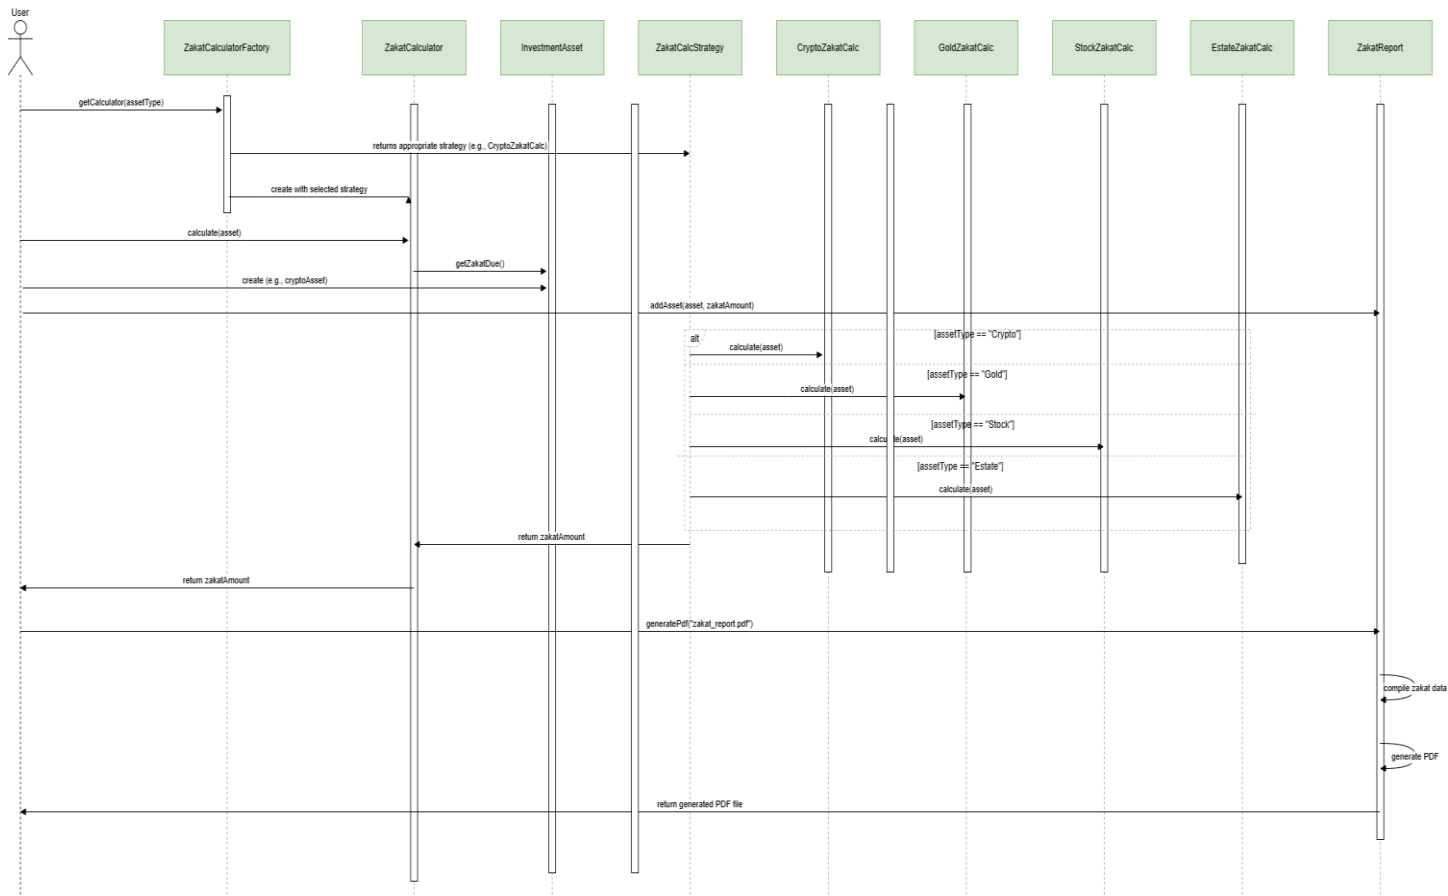 User
ZakatCalculatorFactory
ZakatCalculator
InvestmentAsset
ZakatCalcStrategy
CryptoZakatCalc
GoldZakatCalc
StockZakatCalc
EstateZakatCalc
ZakatReport
getCalculator(assetType)
returns appropriate strategy (e.g., CryptoZakatCalc)
create with selected strategy
calculate(asset)
getZakatDue()
create (e.g., cryptoAsset)
addAsset(asset, zakatAmount)
alt
[assetType == "Crypto"]
calculate(asset)
[assetType == "Gold"]
calculate(asset)
[assetType == "Stock"]
calculate(asset)
[assetType == "Estate"]
calculate(asset)
return zakatAmount
return zakatAmount
generatePdf("zakat_report.pdf")
compile zakat data
generate PDF
return generated PDF file